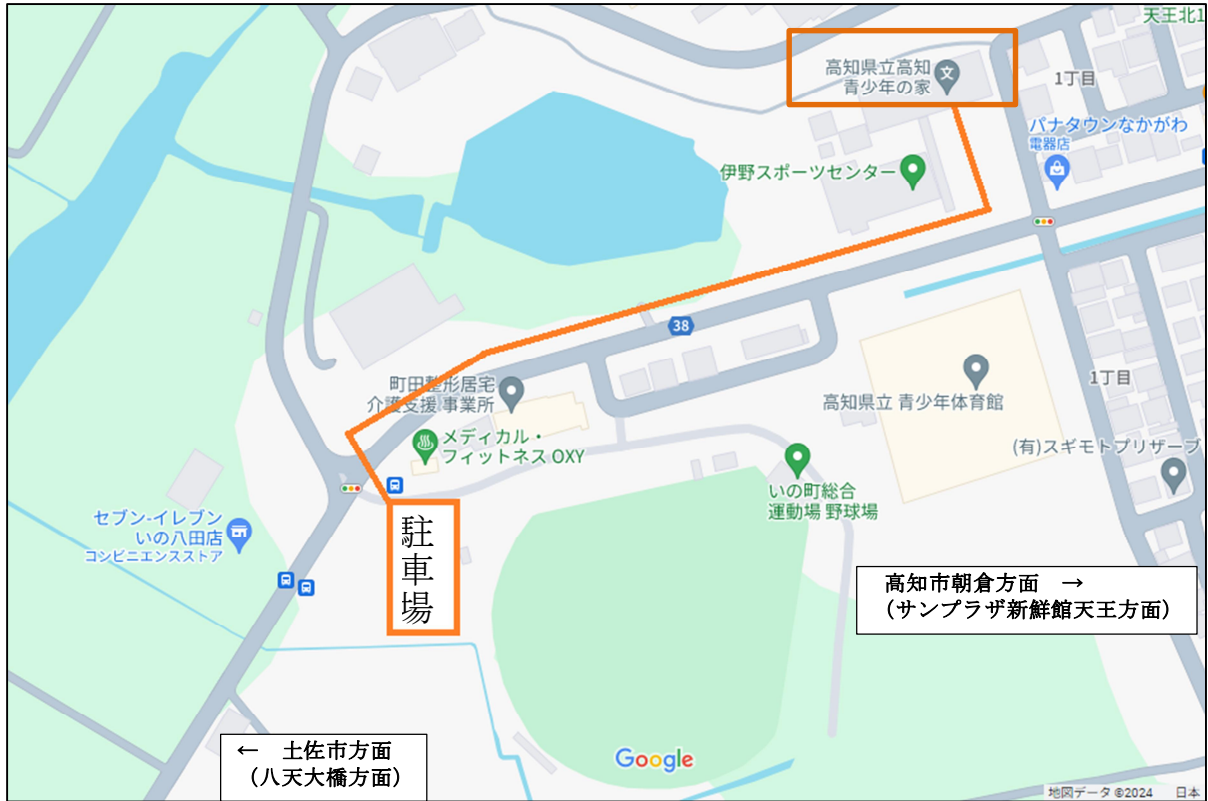 天王北1
高知県立高知
青少年の家
1丁目
パナタウンなかがわ
電器店
伊野スポーツセンター
38
町田整形居宅
介護支援 事業所
1丁目
高知県立 青少年体育館
メディカル・
フィットネス OXY
(有)スギモトプリザーブ
いの町総合
運動場 野球場
セブン-イレブン
いの八田店
コンビニエンスストア
駐車場
高知市朝倉方面 →
(サンプラザ新鮮館天王方面)
← 土佐市方面
(八天大橋方面)
Google
地図データ ©2024 日本